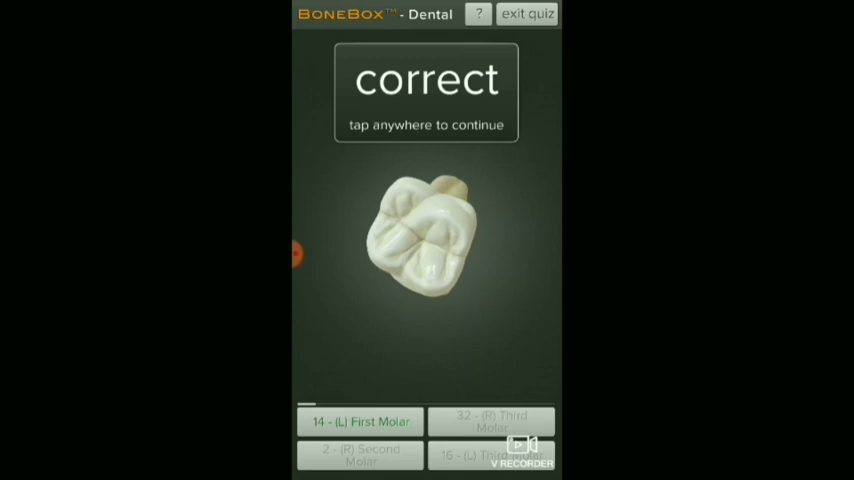 BoneBox™ - Dental
?
exit quiz
correct
tap anywhere to continue
14 - (L) First Molar
32 - (R) Third
Molar
2 - (R) Second
Molar
16 - (L) Third Molar
V RECORDER